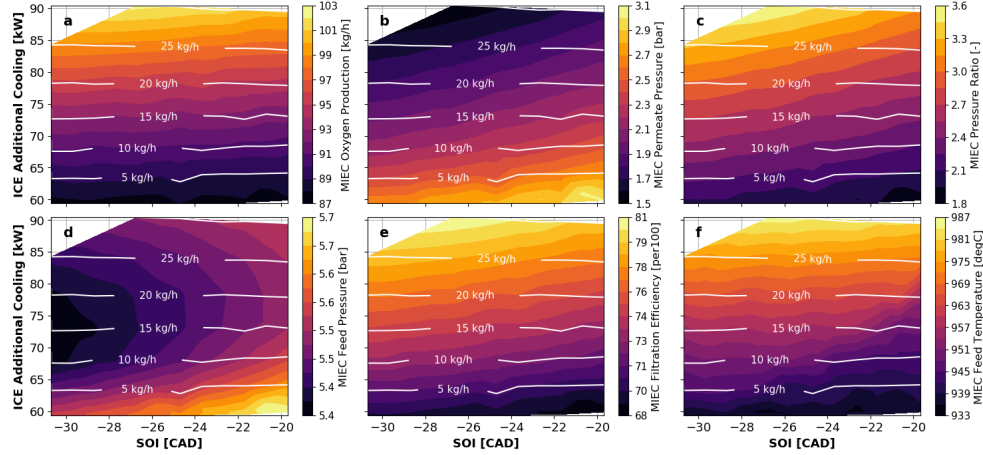 ICE Additional Cooling [kW]
90
85
80
75
70
65
60
a
25 kg/h
20 kg/h
15 kg/h
10 kg/h
5 kg/h
103
101
99
97
95
93
91
89
87
MIEC Oxygen Production [kg/h]
b
25 kg/h
20 kg/h
15 kg/h
10 kg/h
5 kg/h
3.1
2.9
2.7
2.5
2.3
2.1
1.9
1.7
1.5
MIEC Permeate Pressure [bar]
c
25 kg/h
20 kg/h
15 kg/h
10 kg/h
5 kg/h
3.6
3.3
3.0
2.7
2.4
2.1
1.8
MIEC Pressure Ratio [-]
ICE Additional Cooling [kW]
90
85
80
75
70
65
60
d
25 kg/h
20 kg/h
15 kg/h
10 kg/h
5 kg/h
−30
−28
−26
−24
−22
−20
SOI [CAD]
5.7
5.7
5.6
5.6
5.5
5.5
5.4
5.4
MIEC Feed Pressure [bar]
e
25 kg/h
20 kg/h
15 kg/h
10 kg/h
5 kg/h
−30
−28
−26
−24
−22
−20
SOI [CAD]
81
79
78
76
74
73
71
70
68
MIEC Filtration Efficiency [per100]
f
25 kg/h
20 kg/h
15 kg/h
10 kg/h
5 kg/h
−30
−28
−26
−24
−22
−20
SOI [CAD]
987
981
975
969
963
957
951
945
939
933
MIEC Feed Temperature [degC]